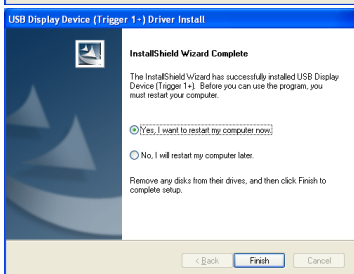 USB Display Device (Trigger 1+) Driver Install
InstallShield Wizard Complete
The InstallShield Wizard has successfully installed USB Display
Device (Trigger 1+). Before you can use the program, you
must restart your computer.
Yes, I want to restart my computer now.
No, I will restart my computer later.
Remove any disks from their drives, and then click Finish to
complete setup.
< Back
Finish
Cancel